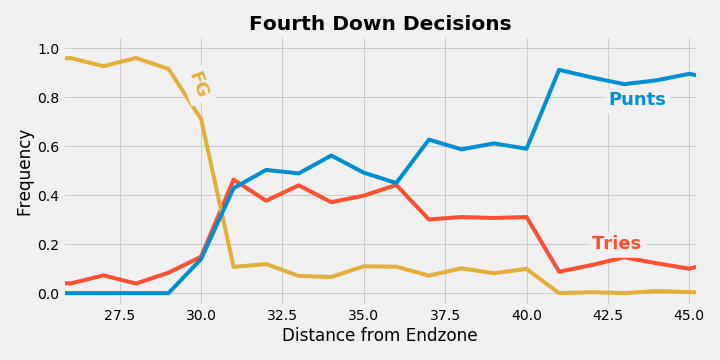 Fourth Down Decisions
1.0
0.8
0.6
0.4
0.2
0.0
Frequency
FG
Punts
Tries
27.5 30.0 32.5 35.0 37.5 40.0 42.5 45.0
Distance from Endzone